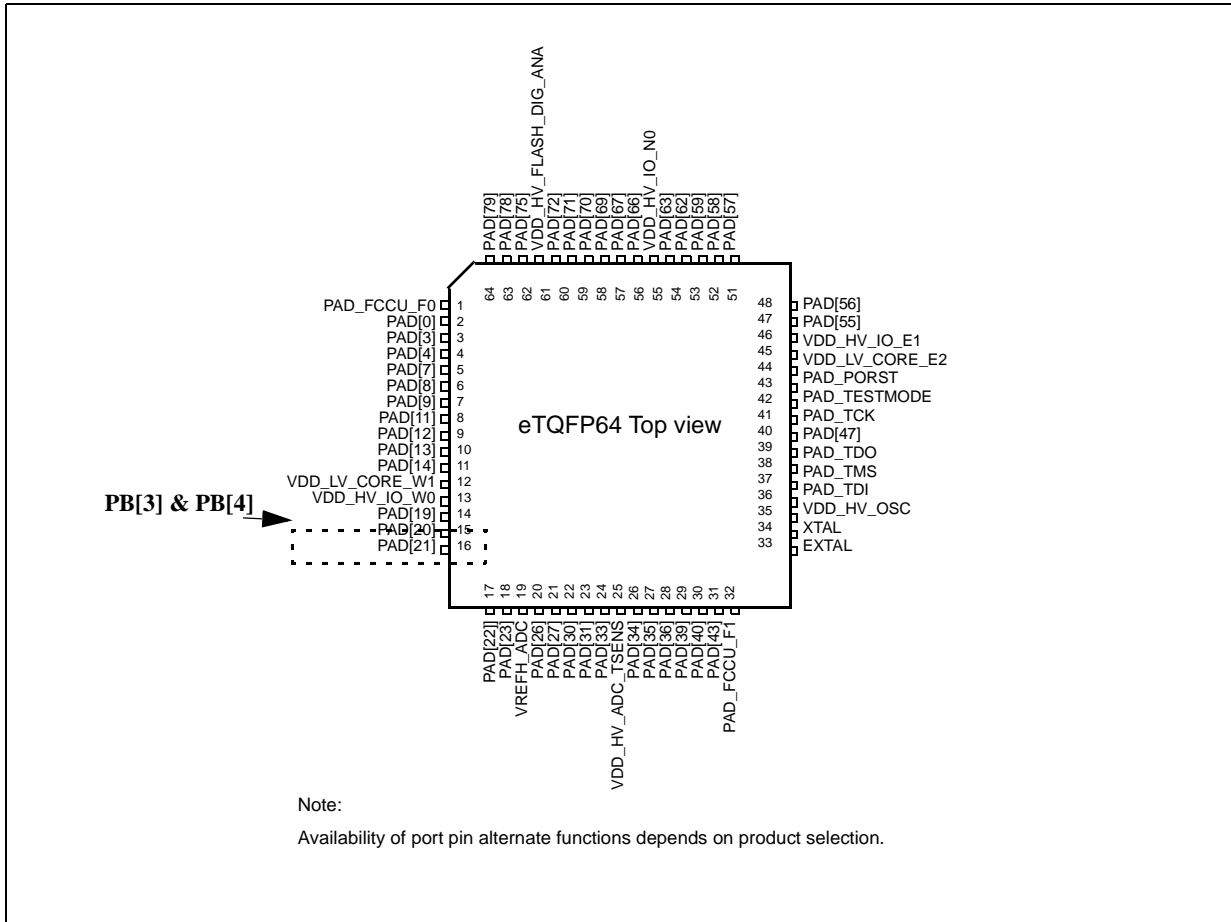 PAD[79]
PAD[78]
PAD[75]
VDD_HV_FLASH_DIG_ANA
PAD[72]
PAD[71]
PAD[70]
PAD[69]
PAD[67]
PAD[66]
VDD_HV_IO_N0
PAD[63]
PAD[62]
PAD[59]
PAD[58]
PAD[57]
64
63
62
61
60
59
58
57
56
55
54
53
52
51
PAD_FCCU_F0 1
PAD[0] 2
PAD[3] 3
PAD[4] 4
PAD[7] 5
PAD[8] 6
PAD[9] 7
PAD[11] 8
PAD[12] 9
PAD[13] 10
PAD[14] 11
VDD_LV_CORE_W1 12
VDD_HV_IO_W0 13
PAD[19] 14
PAD[20] 15
PAD[21] 16
PB[3] & PB[4]
eTQFP64 Top view
48
47
46
45
44
43
42
41
40
39
38
37
36
35
34
33
PAD[56]
PAD[55]
VDD_HV_IO_E1
VDD_LV_CORE_E2
PAD_PORST
PAD_TESTMODE
PAD_TCK
PAD[47]
PAD_TDO
PAD_TMS
PAD_TDI
VDD_HV_OSC
XTAL
EXTAL
17
18
19
20
21
22
23
24
25
26
27
28
29
30
31
32
PAD[22]]
PAD[23]
VREFH_ADC
PAD[26]
PAD[27]
PAD[30]
PAD[31]
PAD[33]
VDD_HV_ADC_TSENS
PAD[34]
PAD[35]
PAD[36]
PAD[39]
PAD[40]
PAD[43]
PAD_FCCU_F1
Note:
Availability of port pin alternate functions depends on product selection.